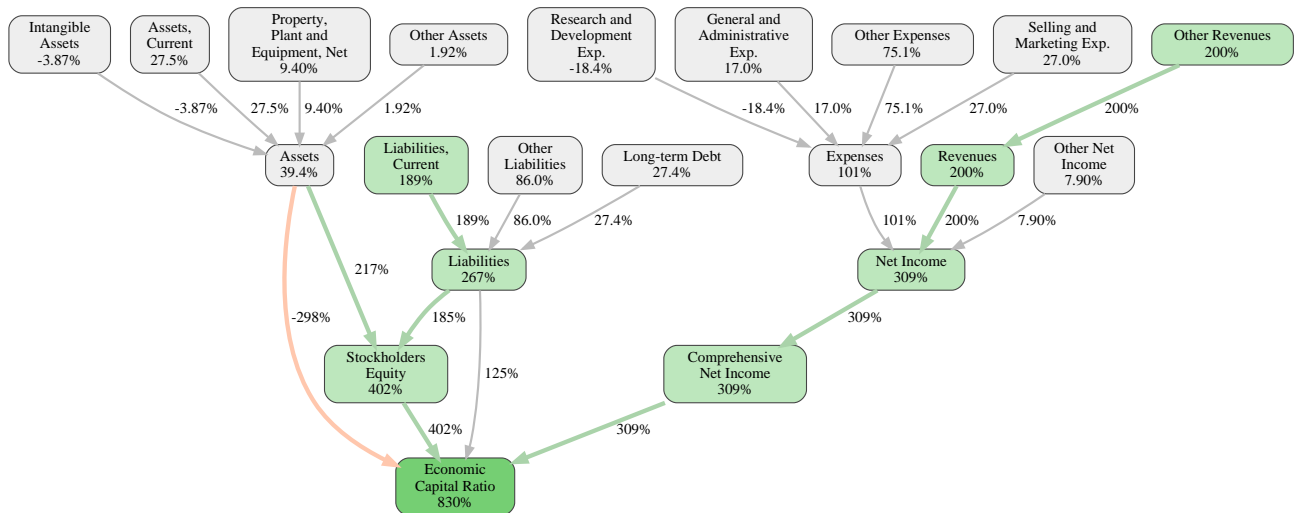 Intangible
Assets
-3.87%
Assets,
Current
27.5%
Property,
Plant and
Equipment, Net
9.40%
Other Assets
1.92%
Research and
Development
Exp.
-18.4%
General and
Administrative
Exp.
17.0%
Other Expenses
75.1%
Selling and
Marketing Exp.
27.0%
Other Revenues
200%
-3.87%
27.5%
9.40%
1.92%
-18.4%
17.0%
75.1%
27.0%
200%
Assets
39.4%
Liabilities,
Current
189%
Other
Liabilities
86.0%
Long-term Debt
27.4%
Expenses
101%
Revenues
200%
Other Net
Income
7.90%
189%
86.0%
27.4%
101%
200%
7.90%
217%
Liabilities
267%
Net Income
309%
-298%
185%
309%
Stockholders
Equity
402%
125%
Comprehensive
Net Income
309%
402%
309%
Economic
Capital Ratio
830%